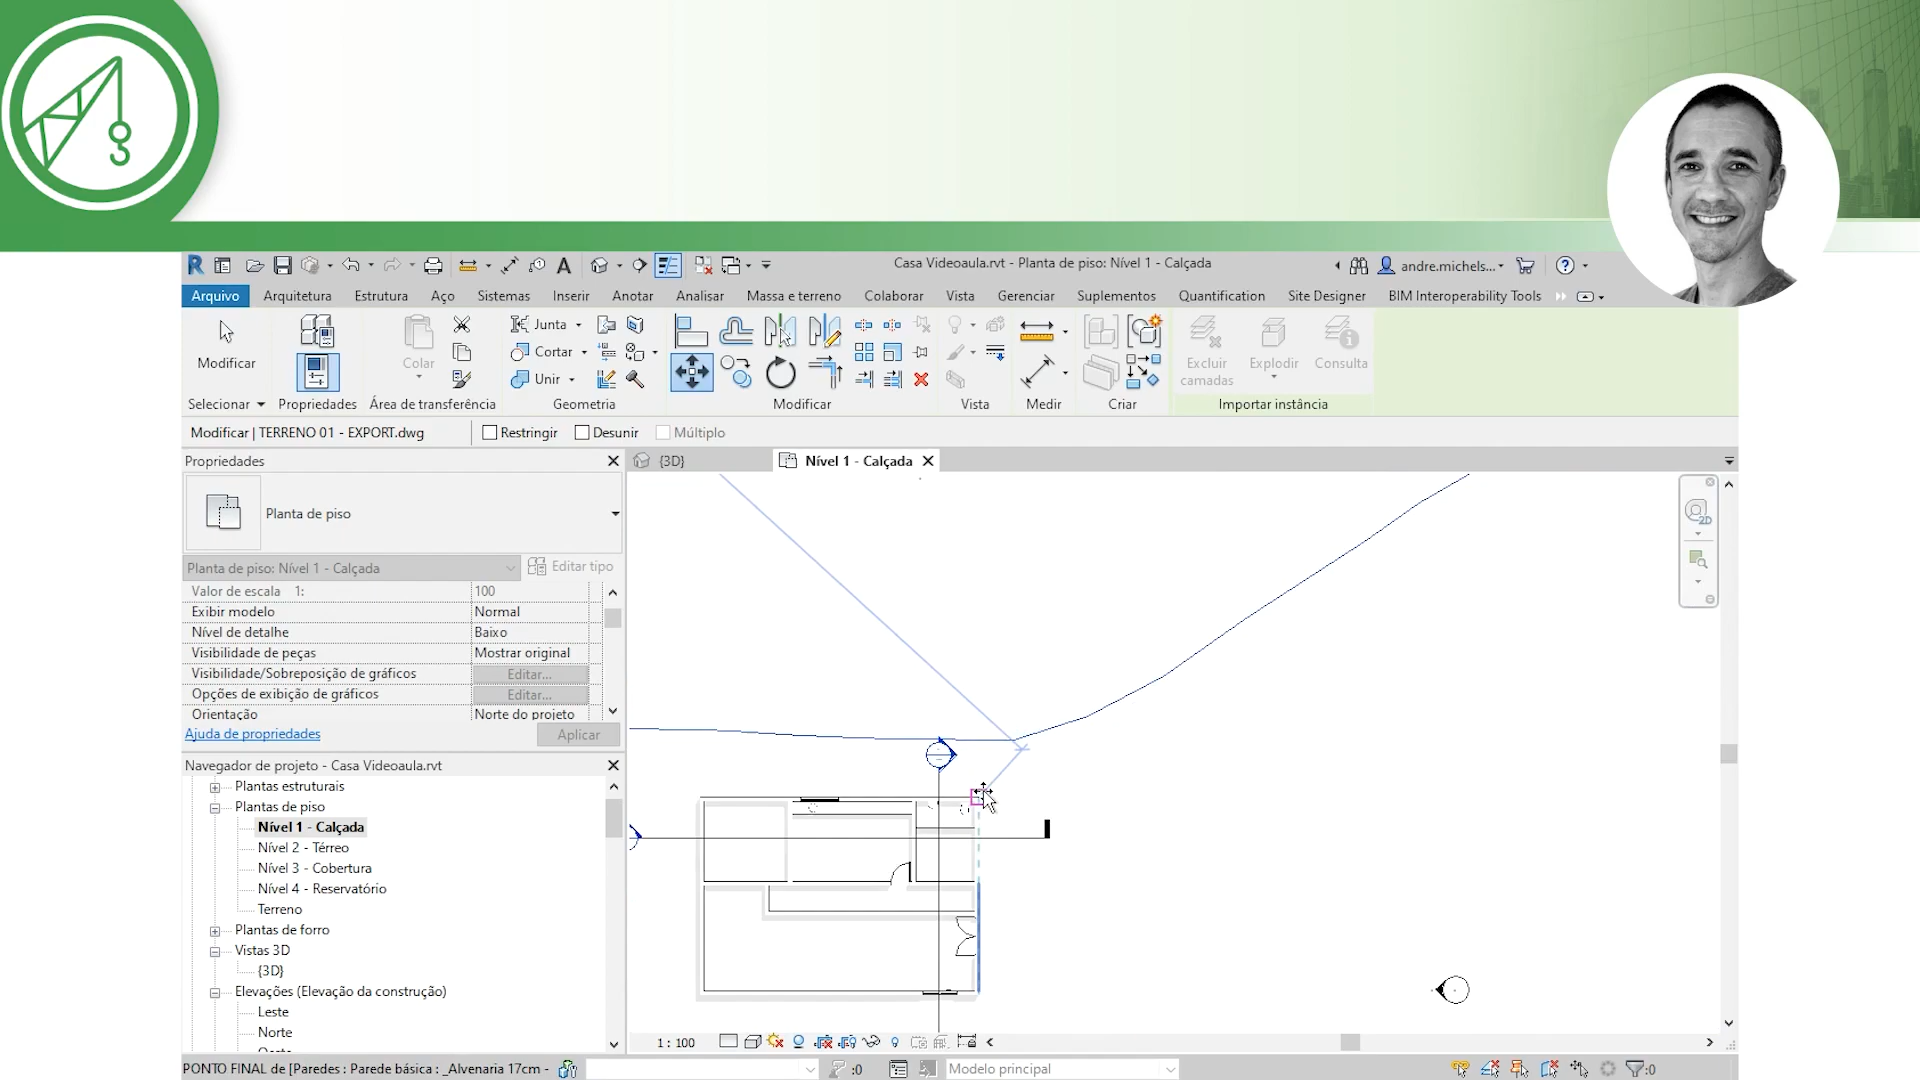 Casa Videoaula.rvt - Planta de piso: Nível 1 - Calçada
andre.michels...
Arquivo Arquitetura Estrutura Aço Sistemas Inserir Anotar Analisar Massa e terreno Colaborar Vista Gerenciar Suplementos Quantification Site Designer BIM Interoperability Tools
Modificar
Colar
Junta
Cortar
Unir
Excluir camadas
Explodir
Consulta
Selecionar Propriedades Área de transferência Geometria Modificar Vista Medir Criar Importar instância
Modificar | TERRENO 01 - EXPORT.dwg Restringir Desunir Múltiplo
Propriedades
{3D} Nível 1 - Calçada
Planta de piso
2D
Planta de piso: Nível 1 - Calçada Editar tipo
Valor de escala 1: 100
Exibir modelo Normal
Nível de detalhe Baixo
Visibilidade de peças Mostrar original
Visibilidade/Sobreposição de gráficos Editar...
Opções de exibição de gráficos Editar...
Orientação Norte do projeto
Ajuda de propriedades Aplicar
Navegador de projeto - Casa Videoaula.rvt
Plantas estruturais
Plantas de piso
Nível 1 - Calçada
Nível 2 - Térreo
Nível 3 - Cobertura
Nível 4 - Reservatório
Terreno
Plantas de forro
Vistas 3D
{3D}
Elevações (Elevação da construção)
Leste
Norte
1 : 100
PONTO FINAL de [Paredes : Parede básica : _Alvenaria 17cm - :0 Modelo principal :0